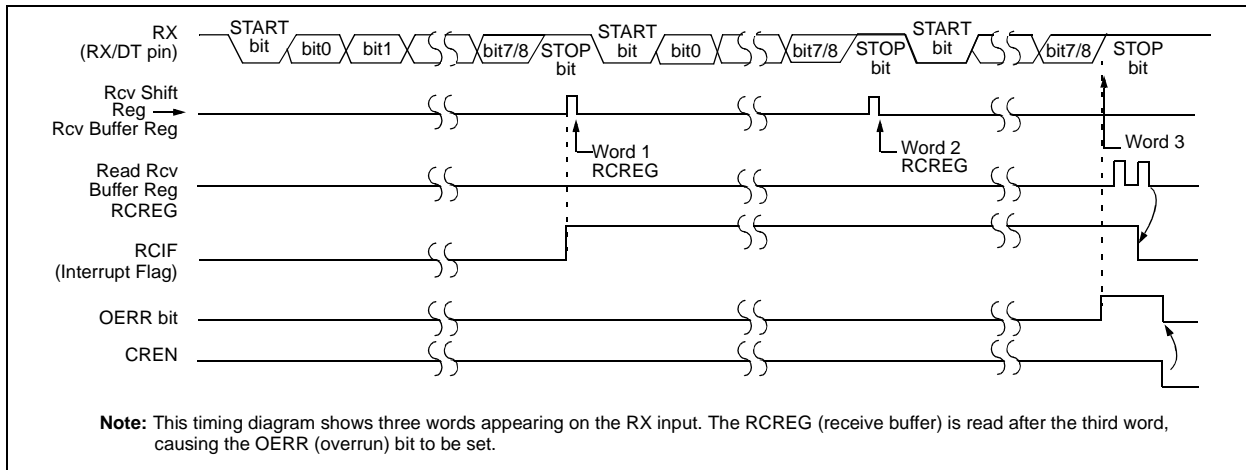 RX
(RX/DT pin)
START
bit
bit0
bit1
bit7/8
STOP
bit
START
bit
bit0
bit7/8
STOP
bit
START
bit
bit7/8
STOP
bit
Rcv Shift
Reg
Rcv Buffer Reg
Word 1
RCREG
Word 2
RCREG
Word 3
Read Rcv
Buffer Reg
RCREG
RCIF
(Interrupt Flag)
OERR bit
CREN
Note: This timing diagram shows three words appearing on the RX input. The RCREG (receive buffer) is read after the third word,
causing the OERR (overrun) bit to be set.